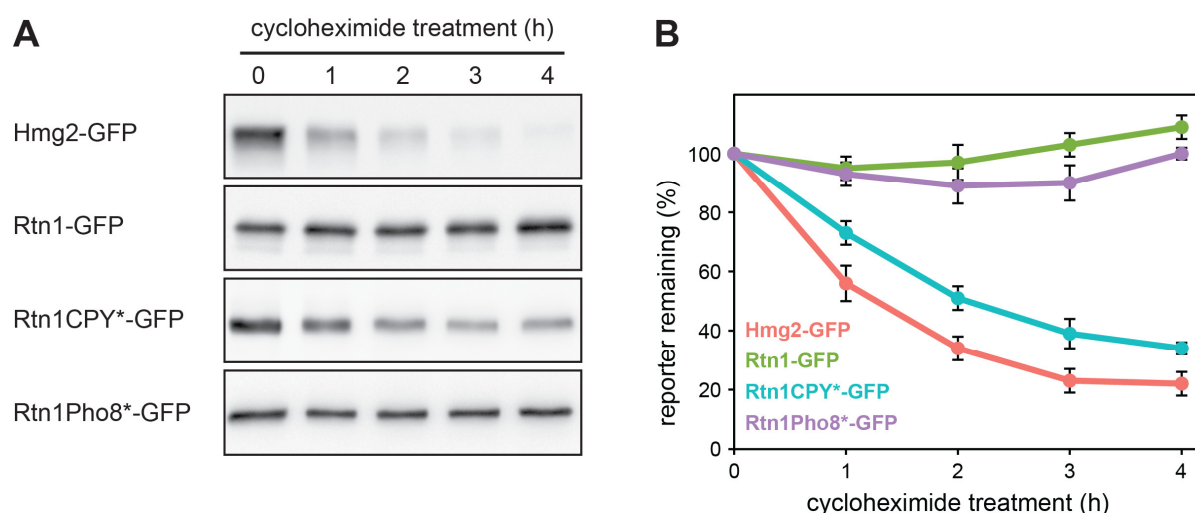 A
cycloheximide treatment (h)
0 1 2 3 4
Hmg2-GFP
Rtn1-GFP
Rtn1CPY*-GFP
Rtn1Pho8*-GFP
B
reporter remaining (%)
100
80
60
40
20
0
Hmg2-GFP
Rtn1-GFP
Rtn1CPY*-GFP
Rtn1Pho8*-GFP
0 1 2 3 4
cycloheximide treatment (h)